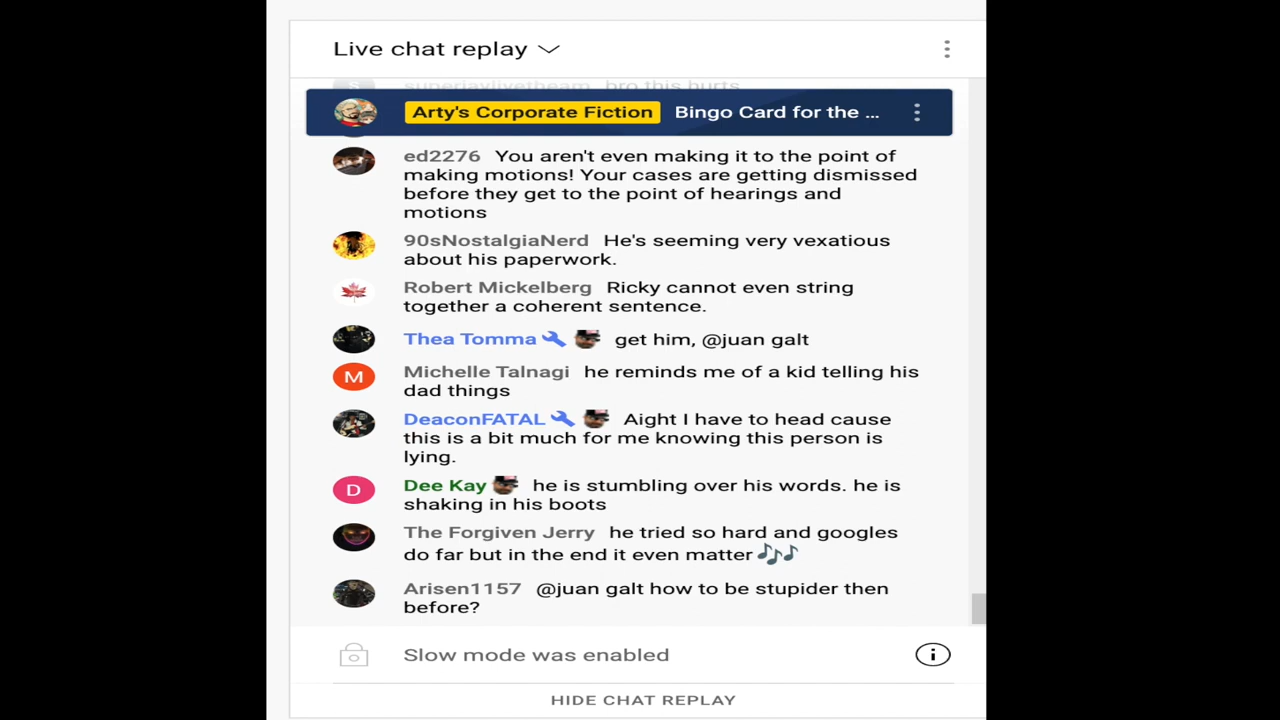 Live chat replay
superjaylivetbeam bro this hurts
Arty's Corporate Fiction Bingo Card for the ...
ed2276 You aren't even making it to the point of
making motions! Your cases are getting dismissed
before they get to the point of hearings and
motions
90sNostalgiaNerd He's seeming very vexatious
about his paperwork.
Robert Mickelberg Ricky cannot even string
together a coherent sentence.
Thea Tomma get him, @juan galt
M Michelle Talnagi he reminds me of a kid telling his
dad things
DeaconFATAL Aight I have to head cause
this is a bit much for me knowing this person is
lying.
D Dee Kay he is stumbling over his words. he is
shaking in his boots
The Forgiven Jerry he tried so hard and googles
do far but in the end it even matter 🎶
Arisen1157 @juan galt how to be stupider then
before?
Slow mode was enabled
HIDE CHAT REPLAY